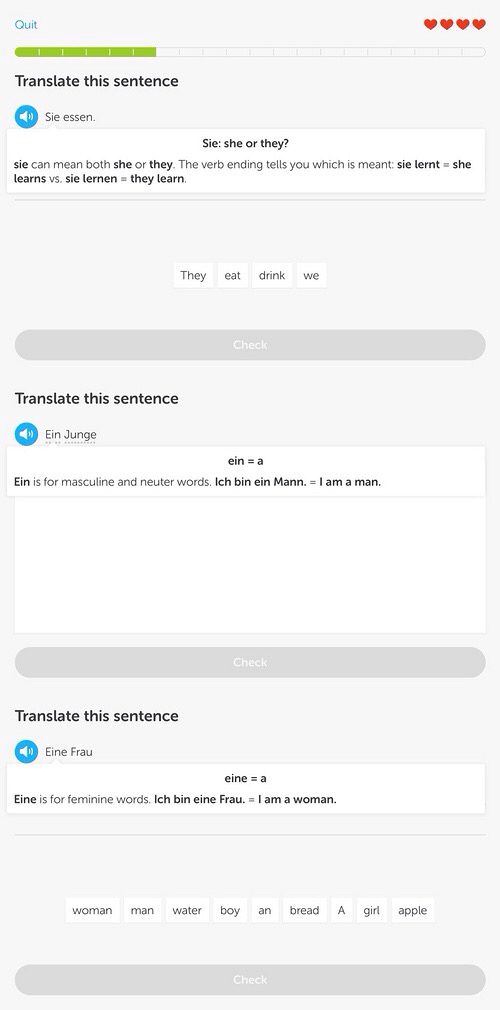 Quit
Translate this sentence
Sie essen.
Sie: she or they?
sie can mean both she or they. The verb ending tells you which is meant: sie lernt = she
learns vs. sie lernen = they learn.
They eat drink we
Check
Translate this sentence
Ein Junge
ein = a
Ein is for masculine and neuter words. Ich bin ein Mann. = I am a man.
Check
Translate this sentence
Eine Frau
eine = a
Eine is for feminine words. Ich bin eine Frau. = I am a woman.
woman man water boy an bread A girl apple
Check